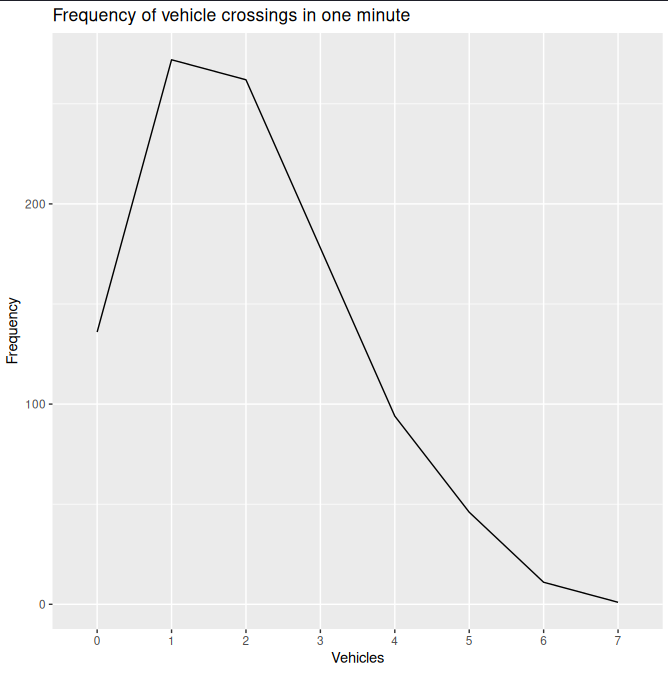 Frequency of vehicle crossings in one minute
Frequency
200
100
0
0 1 2 3 4 5 6 7
Vehicles